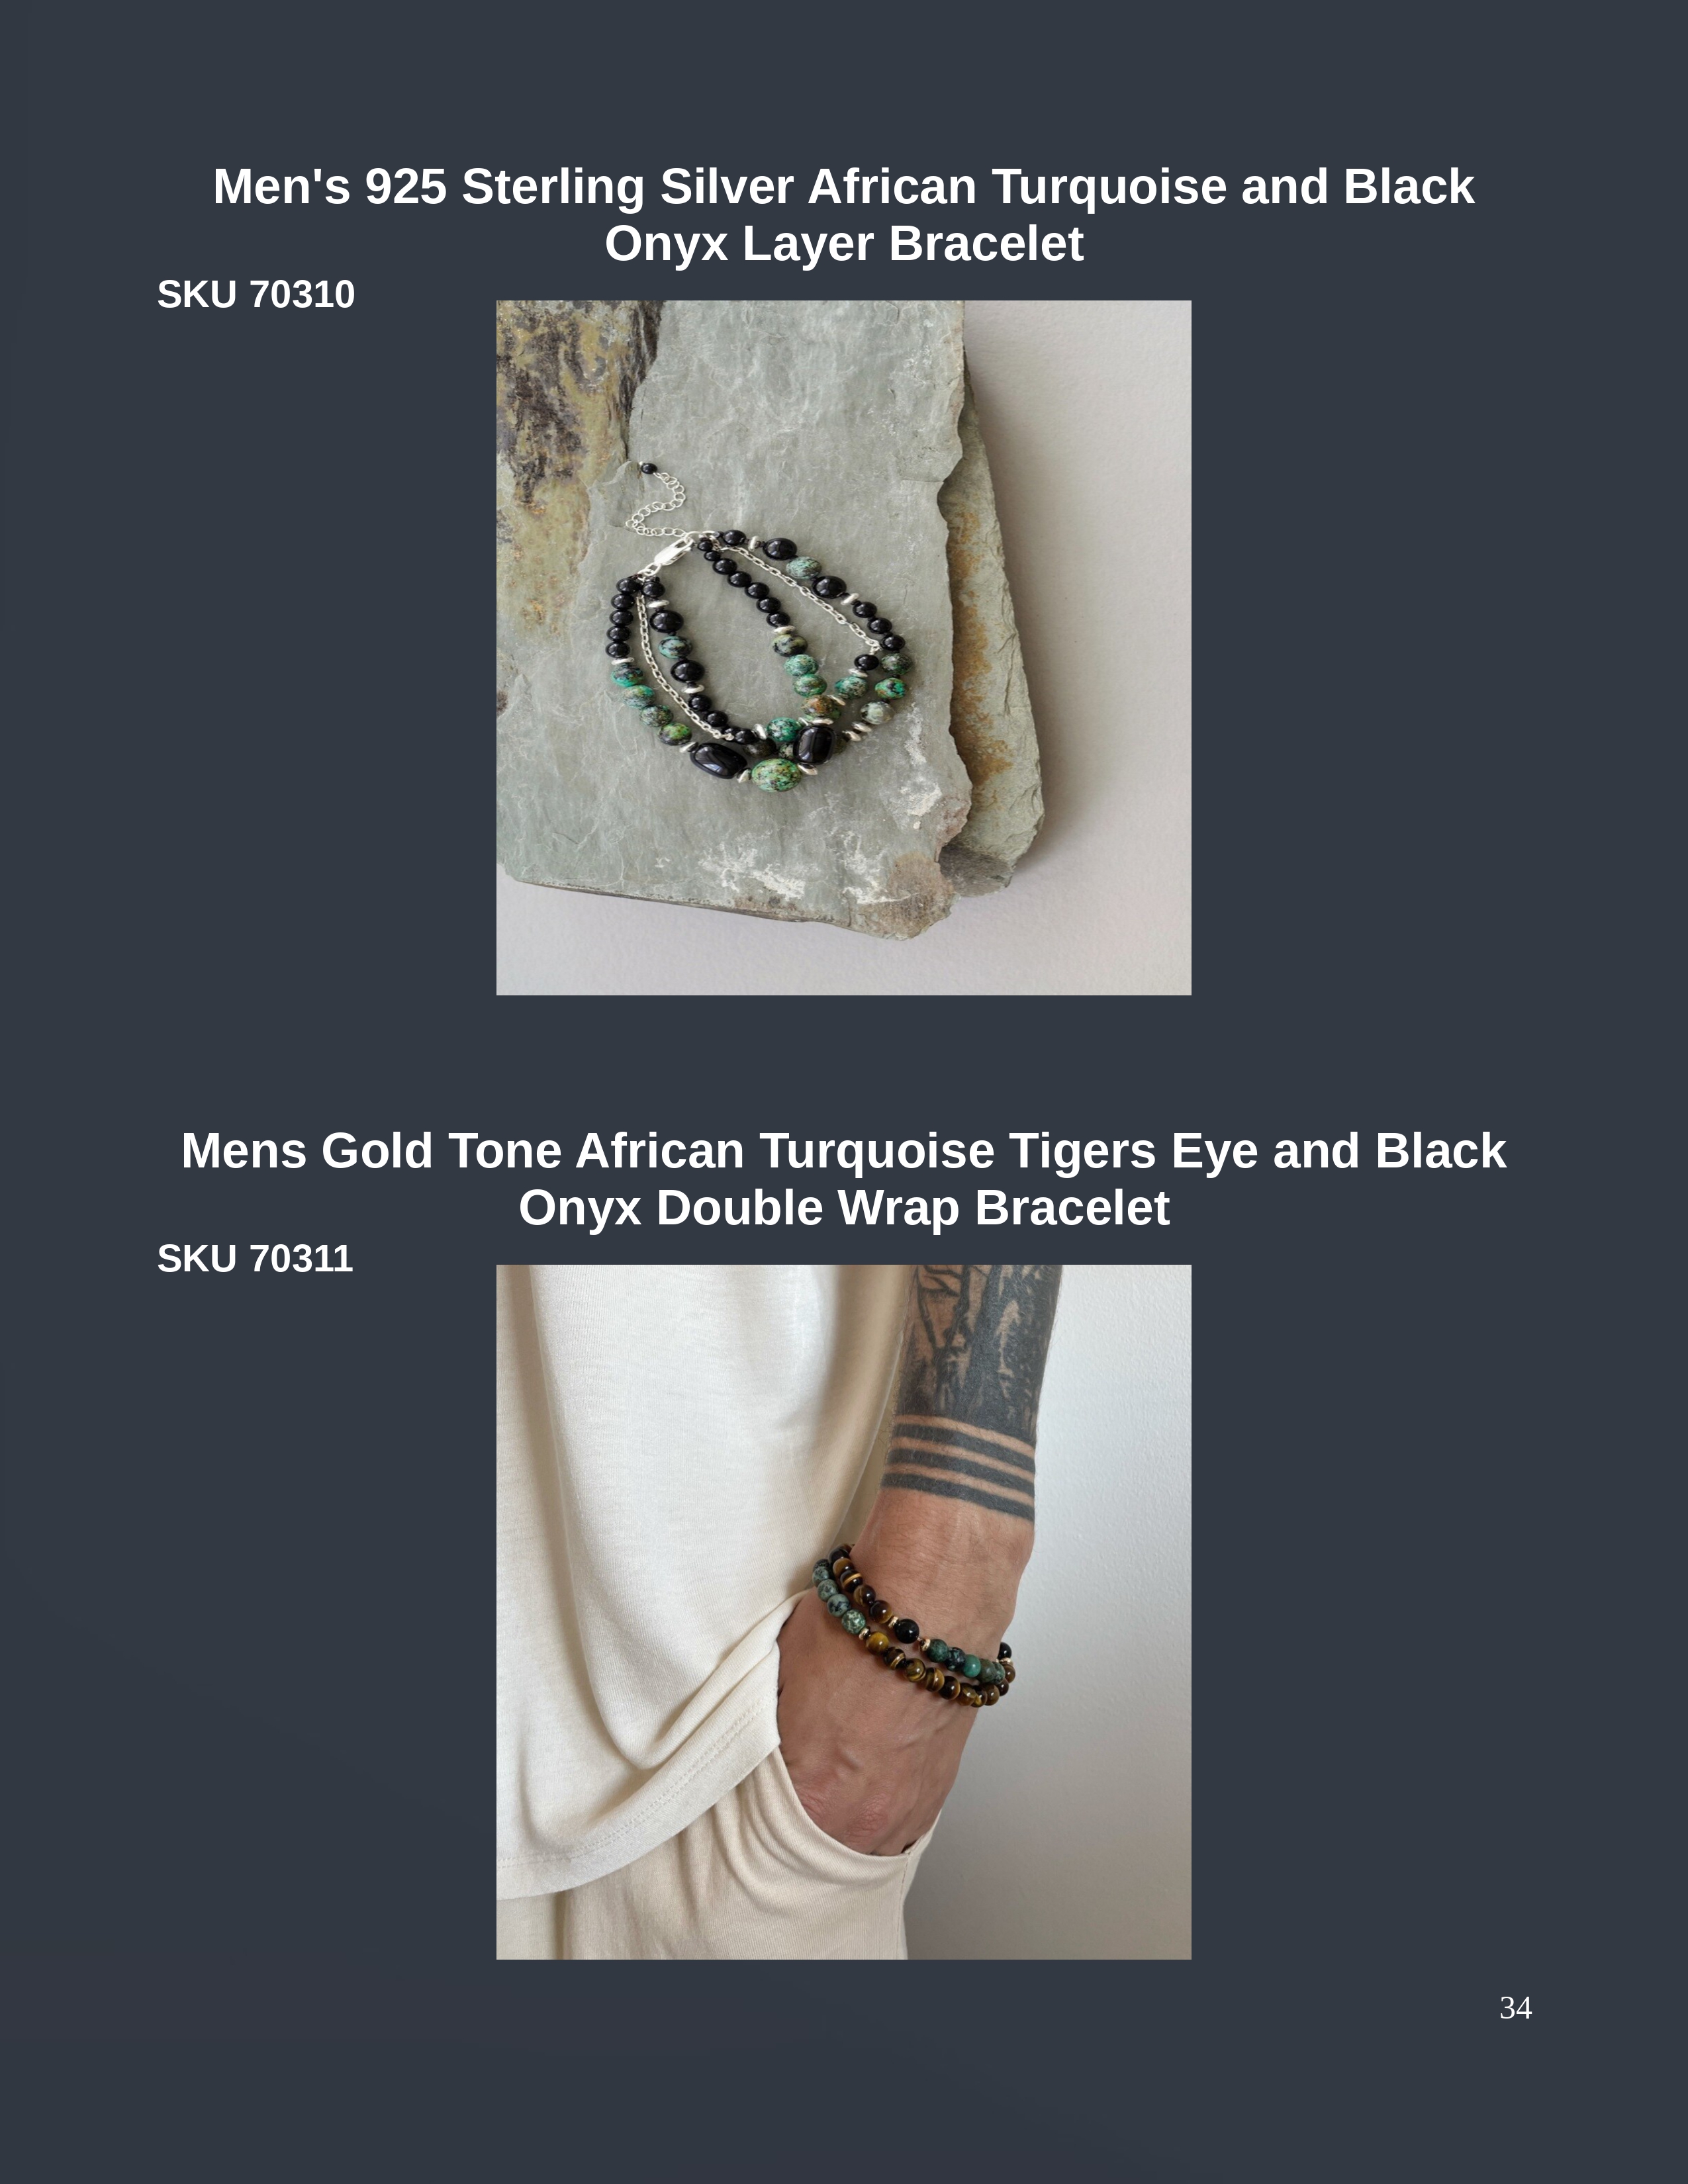 Men's 925 Sterling Silver African Turquoise and Black
Onyx Layer Bracelet
SKU 70310
Mens Gold Tone African Turquoise Tigers Eye and Black
Onyx Double Wrap Bracelet
SKU 70311
34